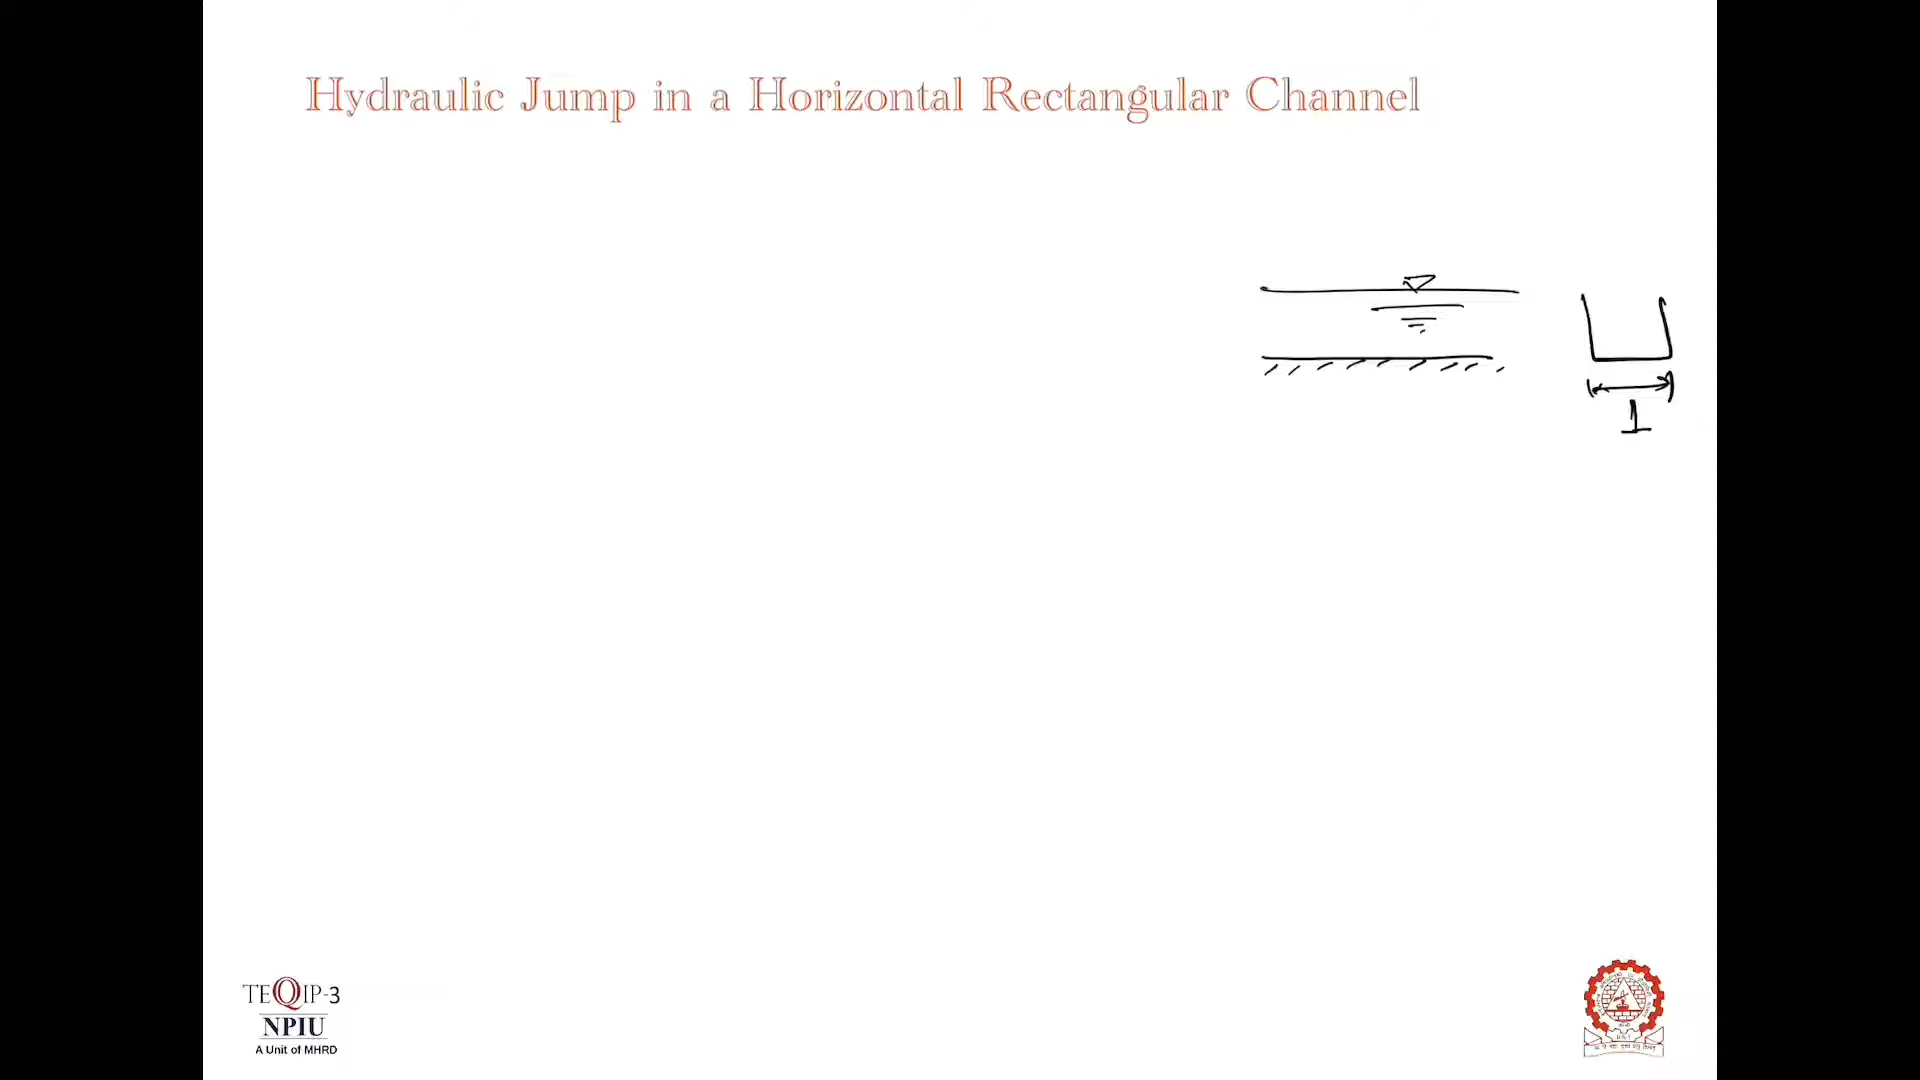 Hydraulic Jump in a Horizontal Rectangular Channel
1
TEQIP-3
NPIU
A Unit of MHRD